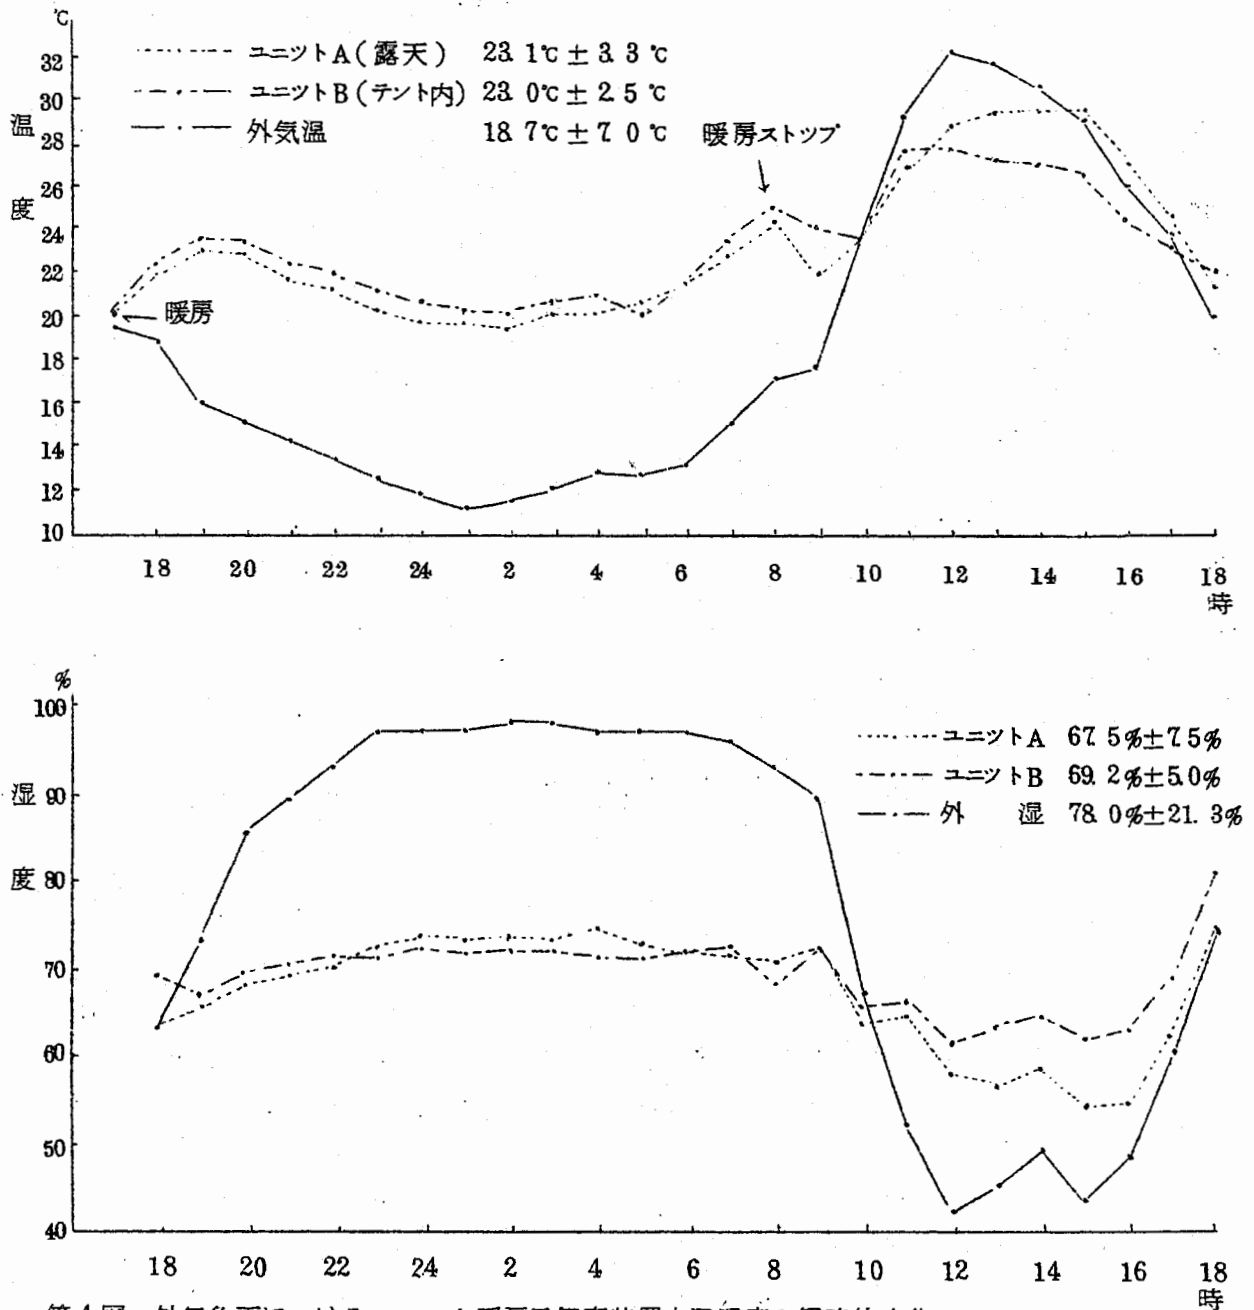 ℃
32
30
28
26
24
22
20
18
16
14
12
10
温度
ユニットA(露天) 23.1℃±3.3℃
ユニットB(テント内) 23.0℃±2.5℃
外気温 18.7℃±7.0℃
暖房ストップ
暖房
18 20 22 24 2 4 6 8 10 12 14 16 18
時
%
100
90
80
70
60
50
40
湿度
ユニットA 67.5%±7.5%
ユニットB 69.2%±5.0%
外 湿 78.0%±21.3%
18 20 22 24 2 4 6 8 10 12 14 16 18
時